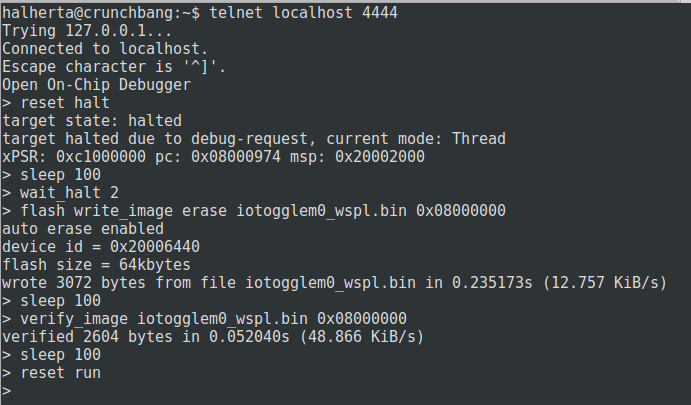 halherta@crunchbang:~$ telnet localhost 4444
Trying 127.0.0.1...
Connected to localhost.
Escape character is '^]'.
Open On-Chip Debugger
> reset halt
target state: halted
target halted due to debug-request, current mode: Thread
xPSR: 0xc1000000 pc: 0x08000974 msp: 0x20002000
> sleep 100
> wait_halt 2
> flash write_image erase iotogglem0_wspl.bin 0x08000000
auto erase enabled
device id = 0x20006440
flash size = 64kbytes
wrote 3072 bytes from file iotogglem0_wspl.bin in 0.235173s (12.757 KiB/s)
> sleep 100
> verify_image iotogglem0_wspl.bin 0x08000000
verified 2604 bytes in 0.052040s (48.866 KiB/s)
> sleep 100
> reset run
>